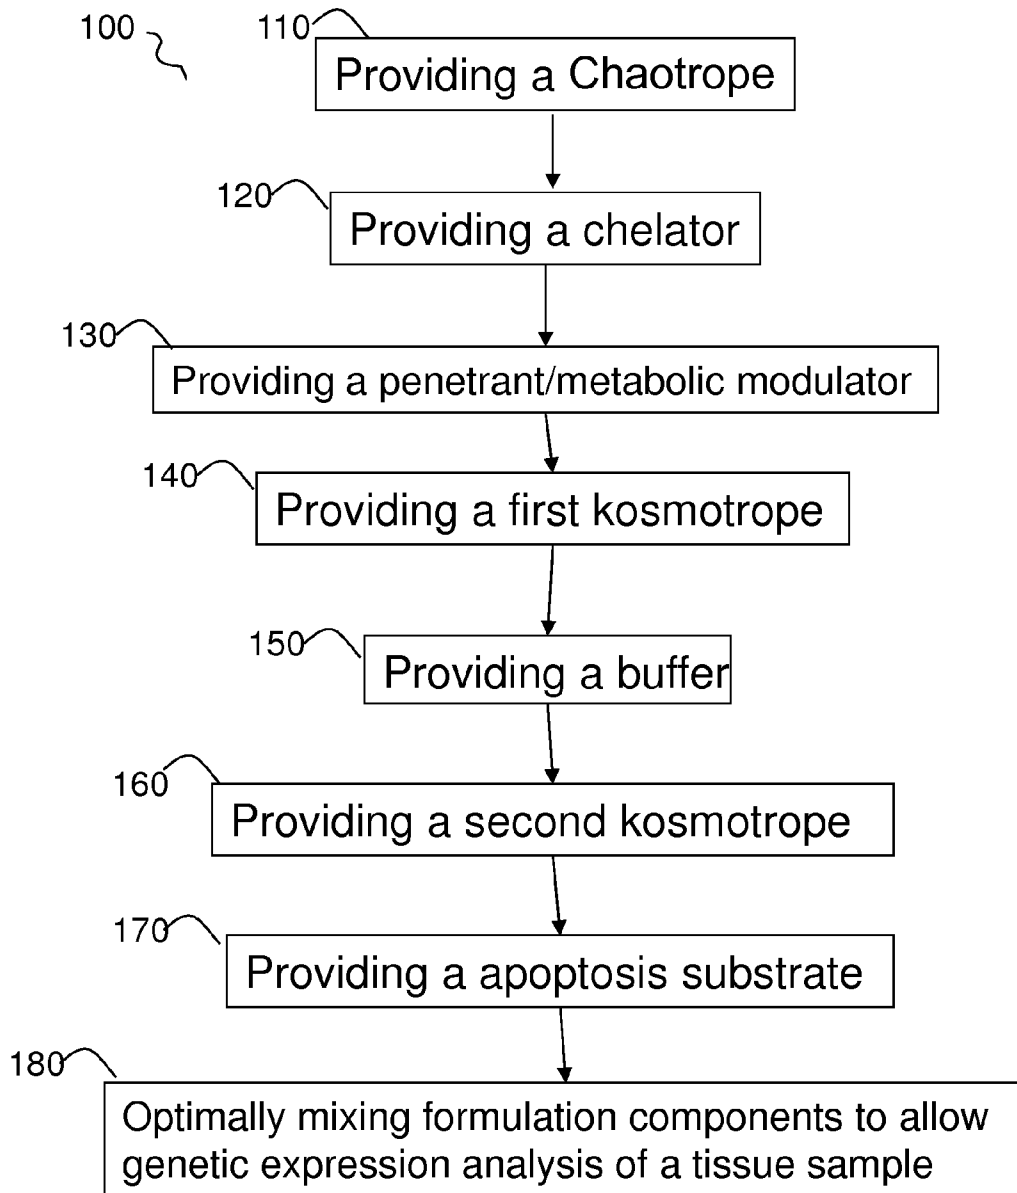 100
110
Providing a Chaotrope
120
Providing a chelator
130
Providing a penetrant/metabolic modulator
140
Providing a first kosmotrope
150
Providing a buffer
160
Providing a second kosmotrope
170
Providing a apoptosis substrate
180
Optimally mixing formulation components to allow
genetic expression analysis of a tissue sample